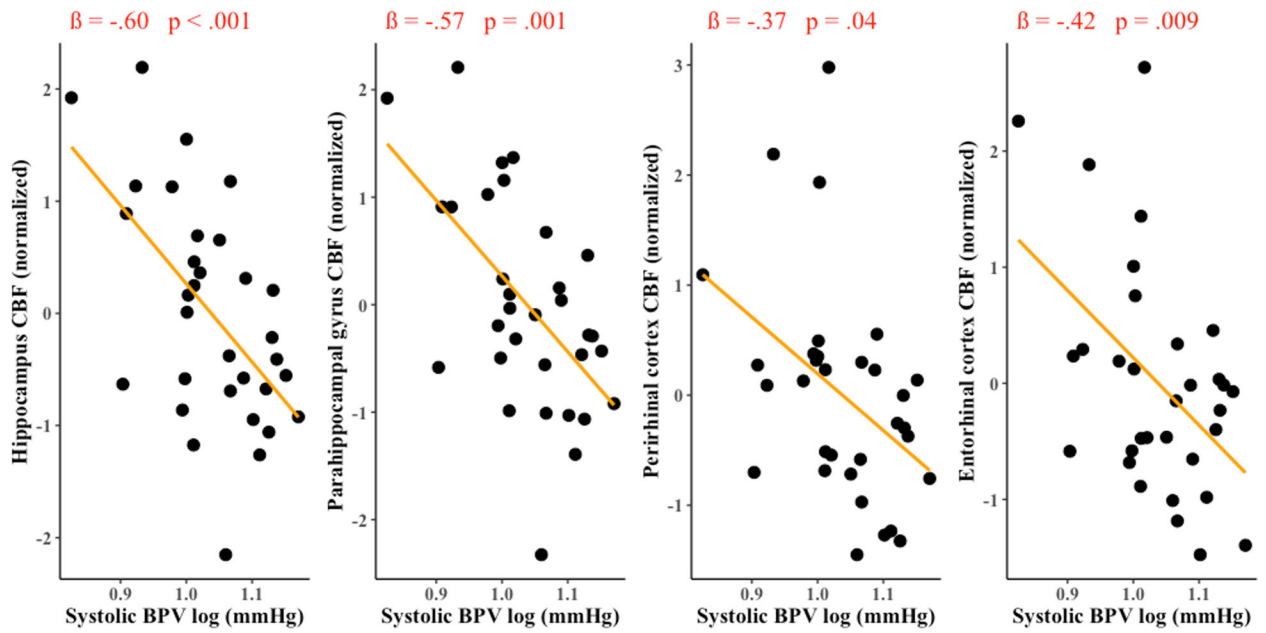 ß = -.60 p < .001
ß = -.57 p = .001
ß = -.37 p = .04
ß = -.42 p = .009
Hippocampus CBF (normalized)
2
1
0
-1
-2
0.9 1.0 1.1
Systolic BPV log (mmHg)
Parahippocampal gyrus CBF (normalized)
2
1
0
-1
-2
0.9 1.0 1.1
Systolic BPV log (mmHg)
Perirhinal cortex CBF (normalized)
3
2
1
0
-1
0.9 1.0 1.1
Systolic BPV log (mmHg)
Entorhinal cortex CBF (normalized)
2
1
0
-1
0.9 1.0 1.1
Systolic BPV log (mmHg)